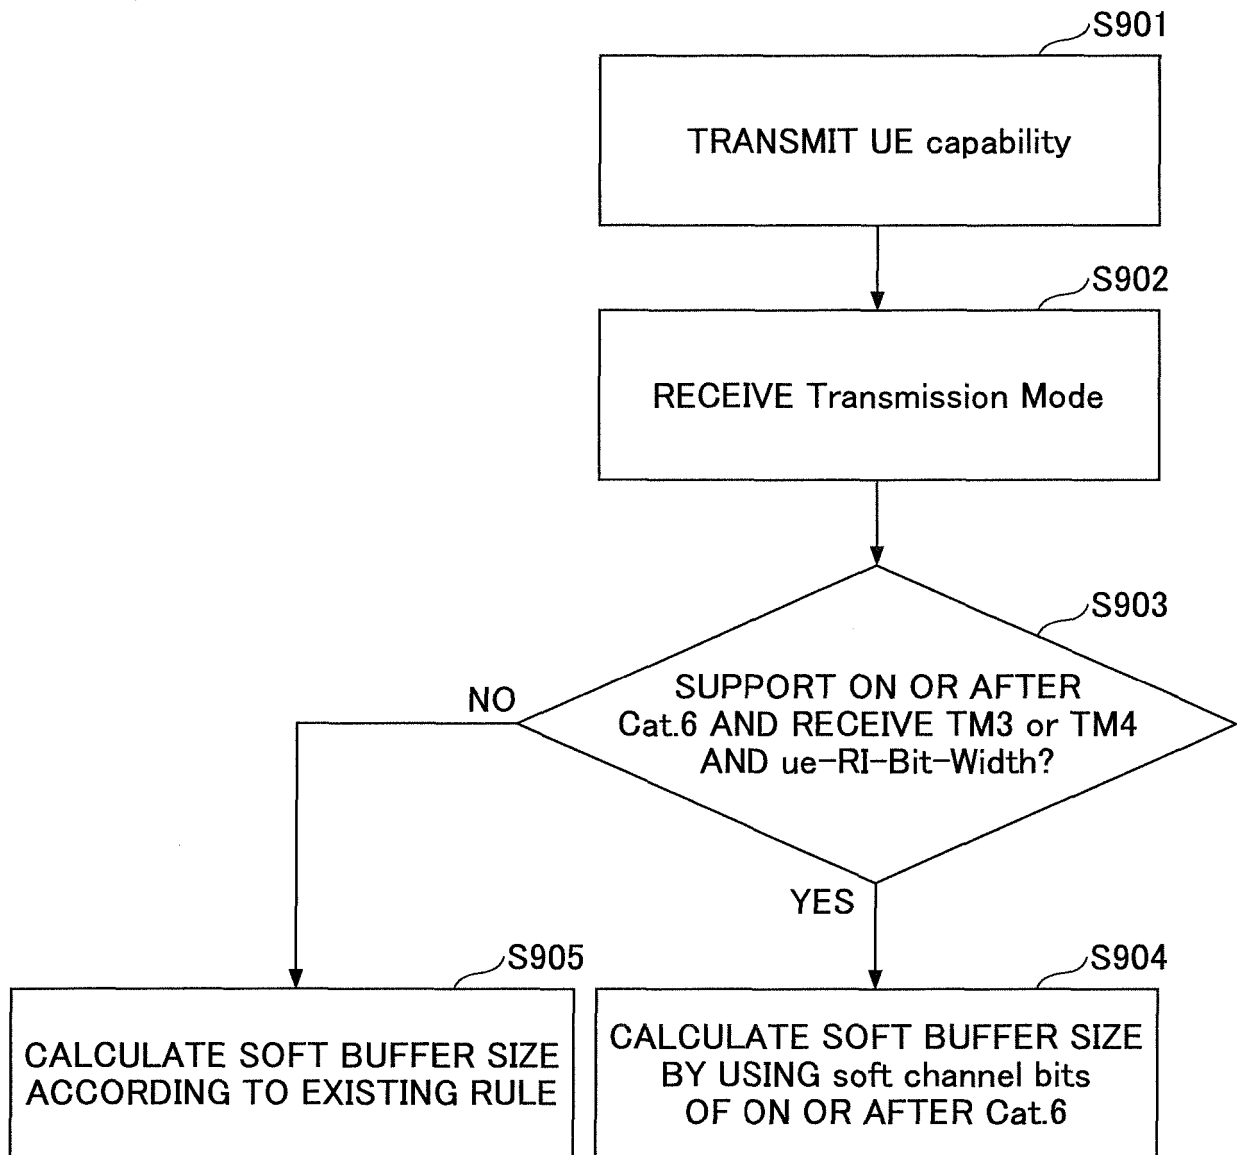 S901
TRANSMIT UE capability
S902
RECEIVE Transmission Mode
S903
SUPPORT ON OR AFTER
Cat.6 AND RECEIVE TM3 or TM4
AND ue-RI-Bit-Width?
NO
YES
S905
CALCULATE SOFT BUFFER SIZE
ACCORDING TO EXISTING RULE
S904
CALCULATE SOFT BUFFER SIZE
BY USING soft channel bits
OF ON OR AFTER Cat.6